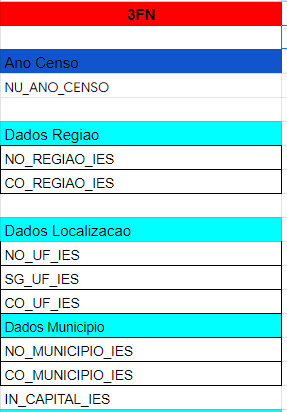 3FN
Ano Censo
NU_ANO_CENSO
Dados Regiao
NO_REGIAO_IES
CO_REGIAO_IES
Dados Localizacao
NO_UF_IES
SG_UF_IES
CO_UF_IES
Dados Municipio
NO_MUNICIPIO_IES
CO_MUNICIPIO_IES
IN_CAPITAL_IES